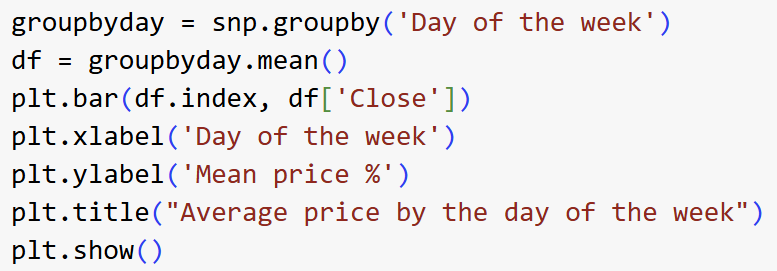 groupbyday = snp.groupby('Day of the week')
df = groupbyday.mean()
plt.bar(df.index, df['Close'])
plt.xlabel('Day of the week')
plt.ylabel('Mean price %')
plt.title("Average price by the day of the week")
plt.show()